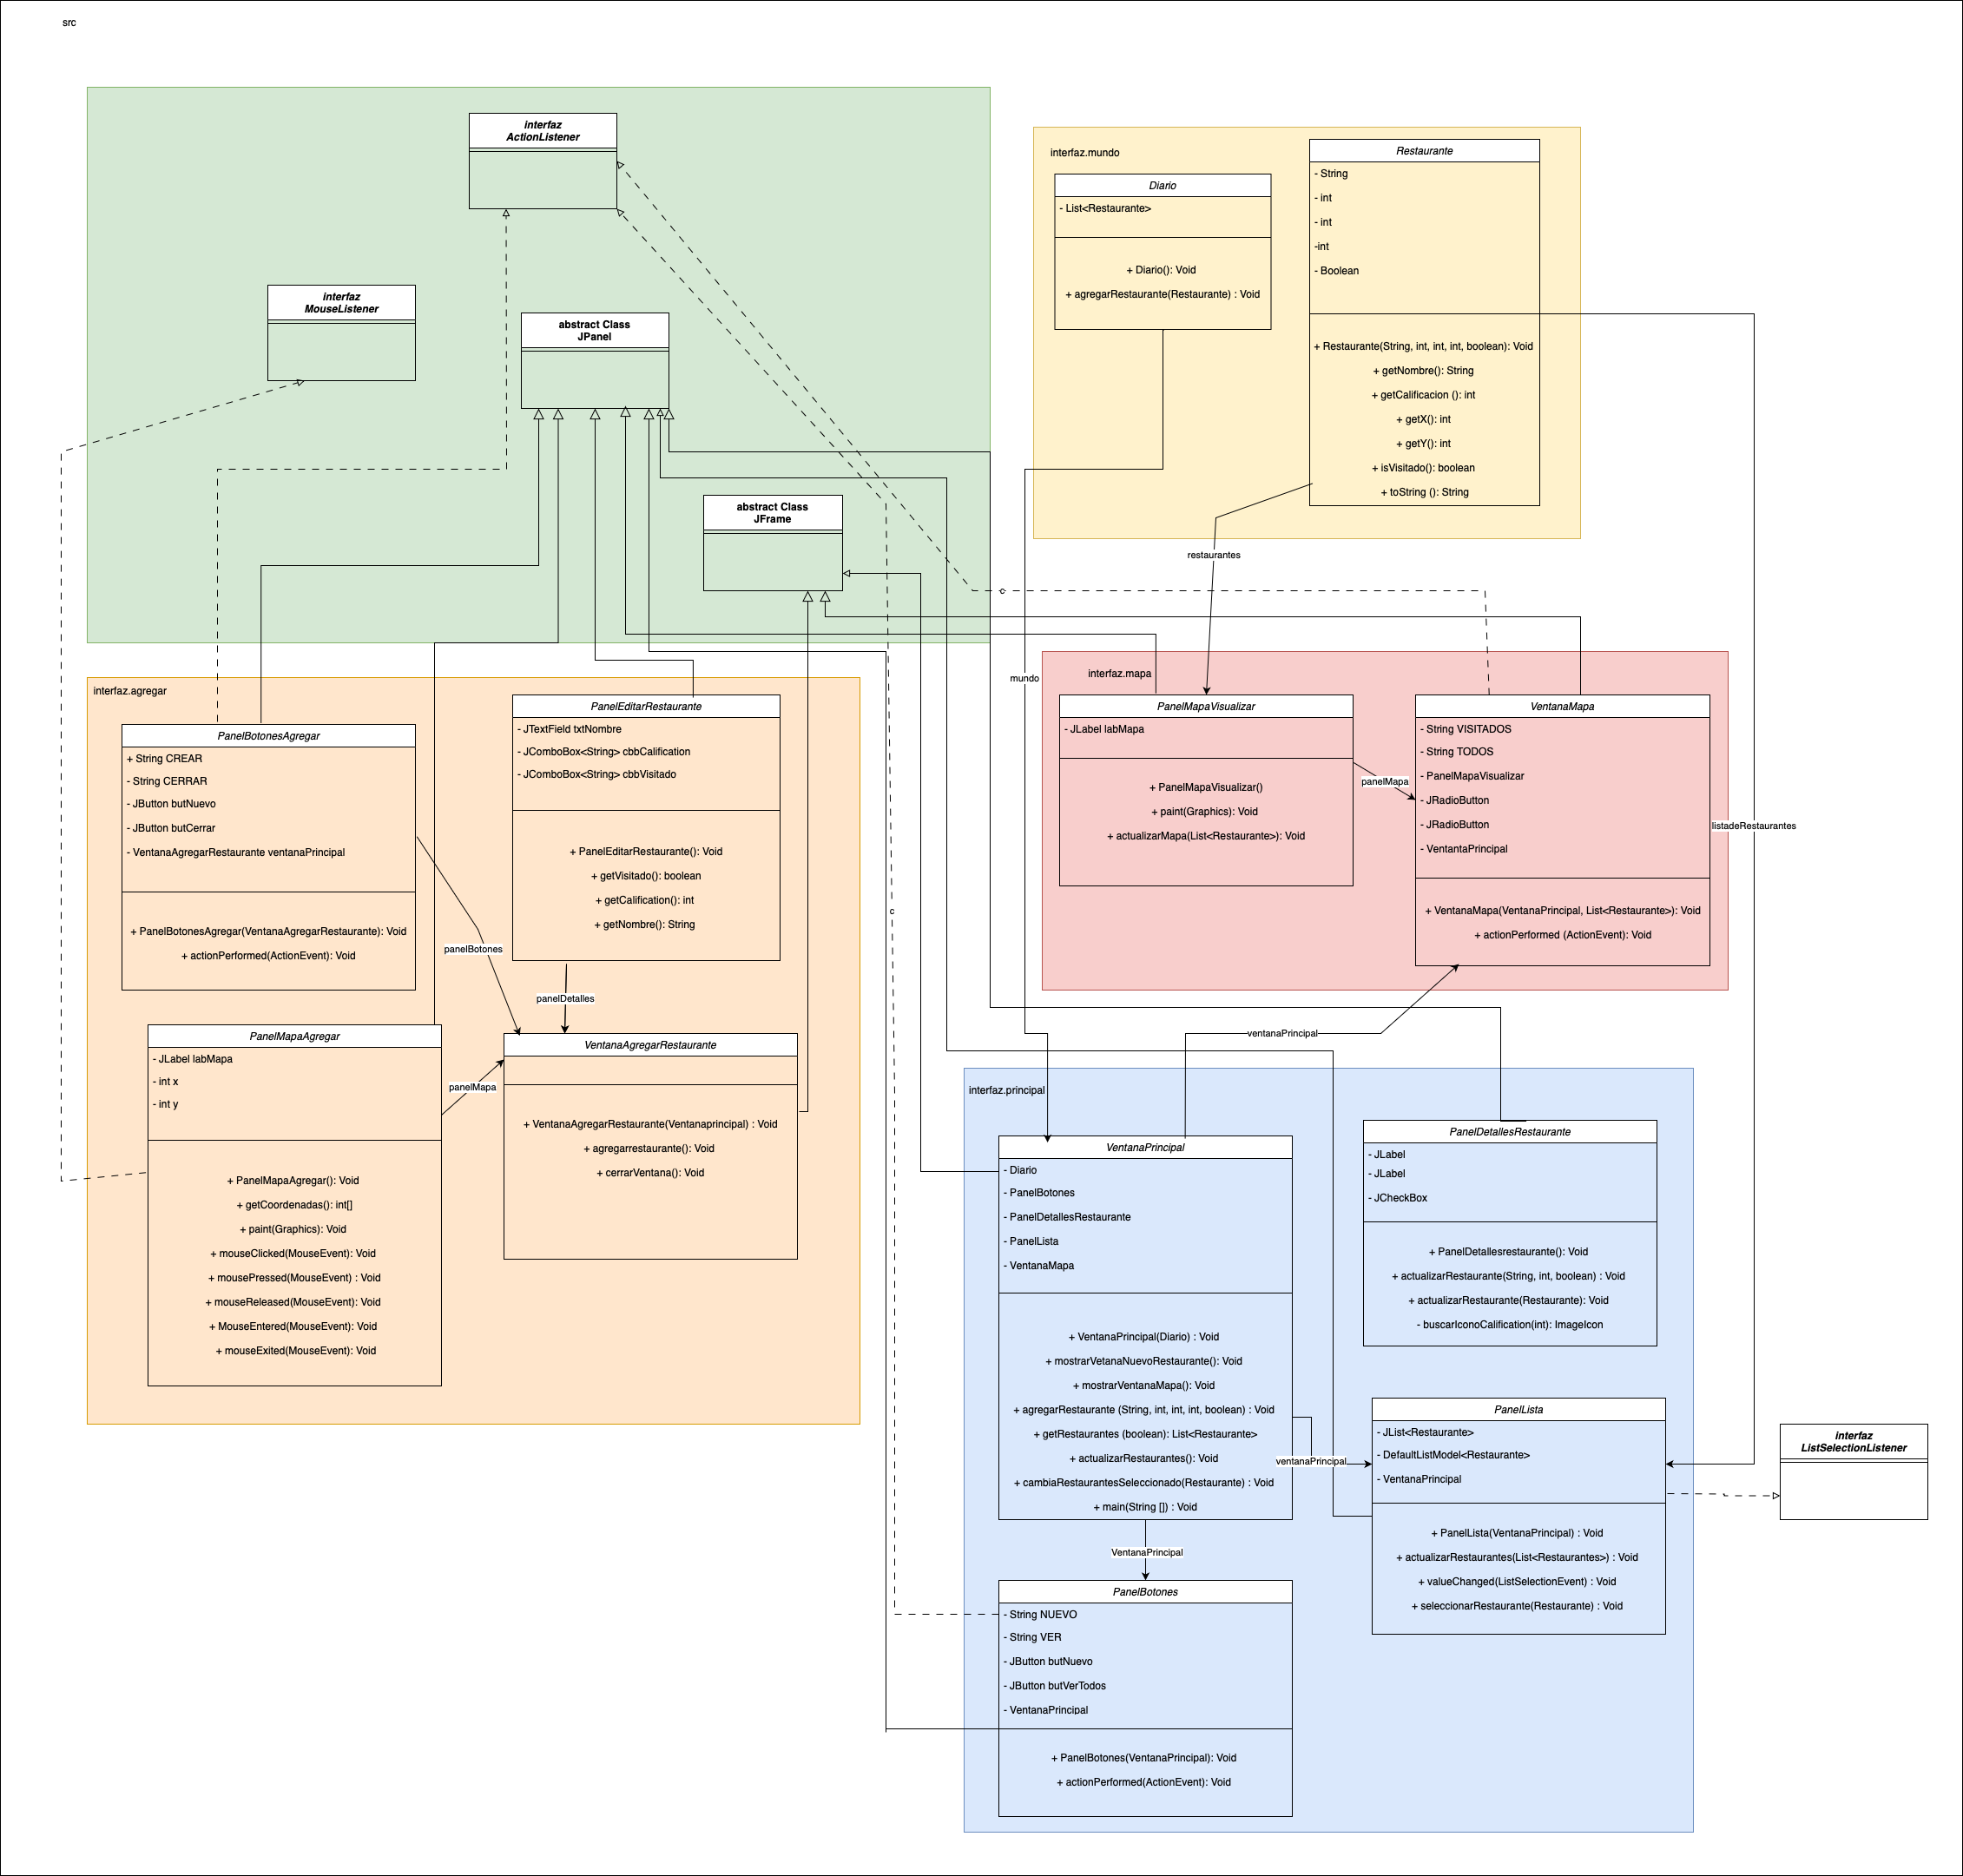 src
interfaz
ActionListener
interfaz
MouseListener
abstract Class
JPanel
abstract Class
JFrame
interfaz.mundo
Diario
- List<Restaurante>
+ Diario(): Void
+ agregarRestaurante(Restaurante) : Void
Restaurante
- String
- int
- int
-int
- Boolean
+ Restaurante(String, int, int, int, boolean): Void
+ getNombre(): String
+ getCalificacion (): int
+ getX(): int
+ getY(): int
+ isVisitado(): boolean
+ toString (): String
restaurantes
c
mundo
interfaz.mapa
PanelMapaVisualizar
- JLabel labMapa
+ PanelMapaVisualizar()
+ paint(Graphics): Void
+ actualizarMapa(List<Restaurante>): Void
panelMapa
VentanaMapa
- String VISITADOS
- String TODOS
- PanelMapaVisualizar
- JRadioButton
- JRadioButton
- VentantaPrincipal
+ VentanaMapa(VentanaPrincipal, List<Restaurante>): Void
+ actionPerformed (ActionEvent): Void
listadeRestaurantes
interfaz.agregar
PanelBotonesAgregar
+ String CREAR
- String CERRAR
- JButton butNuevo
- JButton butCerrar
- VentanaAgregarRestaurante ventanaPrincipal
+ PanelBotonesAgregar(VentanaAgregarRestaurante): Void
+ actionPerformed(ActionEvent): Void
PanelEditarRestaurante
- JTextField txtNombre
- JComboBox<String> cbbCalification
- JComboBox<String> cbbVisitado
+ PanelEditarRestaurante(): Void
+ getVisitado(): boolean
+ getCalification(): int
+ getNombre(): String
c
panelBotones
panelDetalles
PanelMapaAgregar
- JLabel labMapa
- int x
- int y
+ PanelMapaAgregar(): Void
+ getCoordenadas(): int[]
+ paint(Graphics): Void
+ mouseClicked(MouseEvent): Void
+ mousePressed(MouseEvent) : Void
+ mouseReleased(MouseEvent): Void
+ MouseEntered(MouseEvent): Void
+ mouseExited(MouseEvent): Void
panelMapa
VentanaAgregarRestaurante
+ VentanaAgregarRestaurante(Ventanaprincipal) : Void
+ agregarrestaurante(): Void
+ cerrarVentana(): Void
ventanaPrincipal
interfaz.principal
VentanaPrincipal
- Diario
- PanelBotones
- PanelDetallesRestaurante
- PanelLista
- VentanaMapa
+ VentanaPrincipal(Diario) : Void
+ mostrarVetanaNuevoRestaurante(): Void
+ mostrarVentanaMapa(): Void
+ agregarRestaurante (String, int, int, int, boolean) : Void
+ getRestaurantes (boolean): List<Restaurante>
+ actualizarRestaurantes(): Void
+ cambiaRestaurantesSeleccionado(Restaurante) : Void
+ main(String []) : Void
PanelDetallesRestaurante
- JLabel
- JLabel
- JCheckBox
+ PanelDetallesrestaurante(): Void
+ actualizarRestaurante(String, int, boolean) : Void
+ actualizarRestaurante(Restaurante): Void
- buscarIconoCalification(int): ImageIcon
ventanaPrincipal
PanelLista
- JList<Restaurante>
- DefaultListModel<Restaurante>
- VentanaPrincipal
+ PanelLista(VentanaPrincipal) : Void
+ actualizarRestaurantes(List<Restaurantes>) : Void
+ valueChanged(ListSelectionEvent) : Void
+ seleccionarRestaurante(Restaurante) : Void
interfaz
ListSelectionListener
VentanaPrincipal
PanelBotones
- String NUEVO
- String VER
- JButton butNuevo
- JButton butVerTodos
- VentanaPrincipal
+ PanelBotones(VentanaPrincipal): Void
+ actionPerformed(ActionEvent): Void